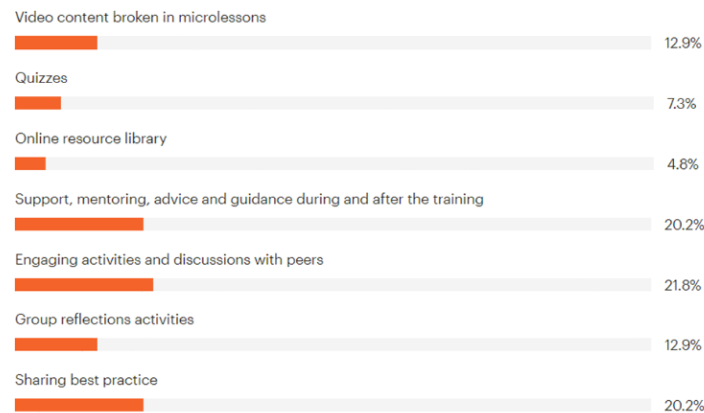 Video content broken in microlessons
12.9%
Quizzes
7.3%
Online resource library
4.8%
Support, mentoring, advice and guidance during and after the training
20.2%
Engaging activities and discussions with peers
21.8%
Group reflections activities
12.9%
Sharing best practice
20.2%